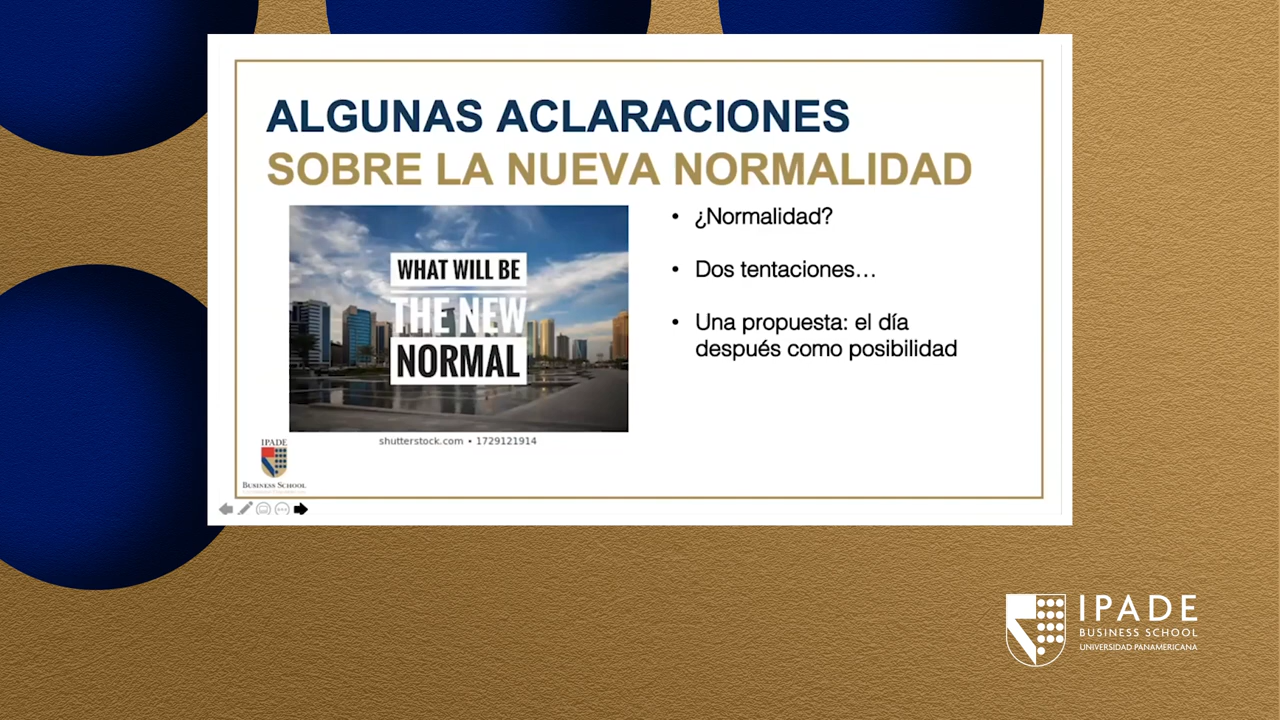 ALGUNAS ACLARACIONES
SOBRE LA NUEVA NORMALIDAD
WHAT WILL BE
THE NEW
NORMAL
shutterstock.com • 1729121914
• ¿Normalidad?
• Dos tentaciones…
• Una propuesta: el día
después como posibilidad
IPADE
BUSINESS SCHOOL
IPADE
BUSINESS SCHOOL
UNIVERSIDAD PANAMERICANA